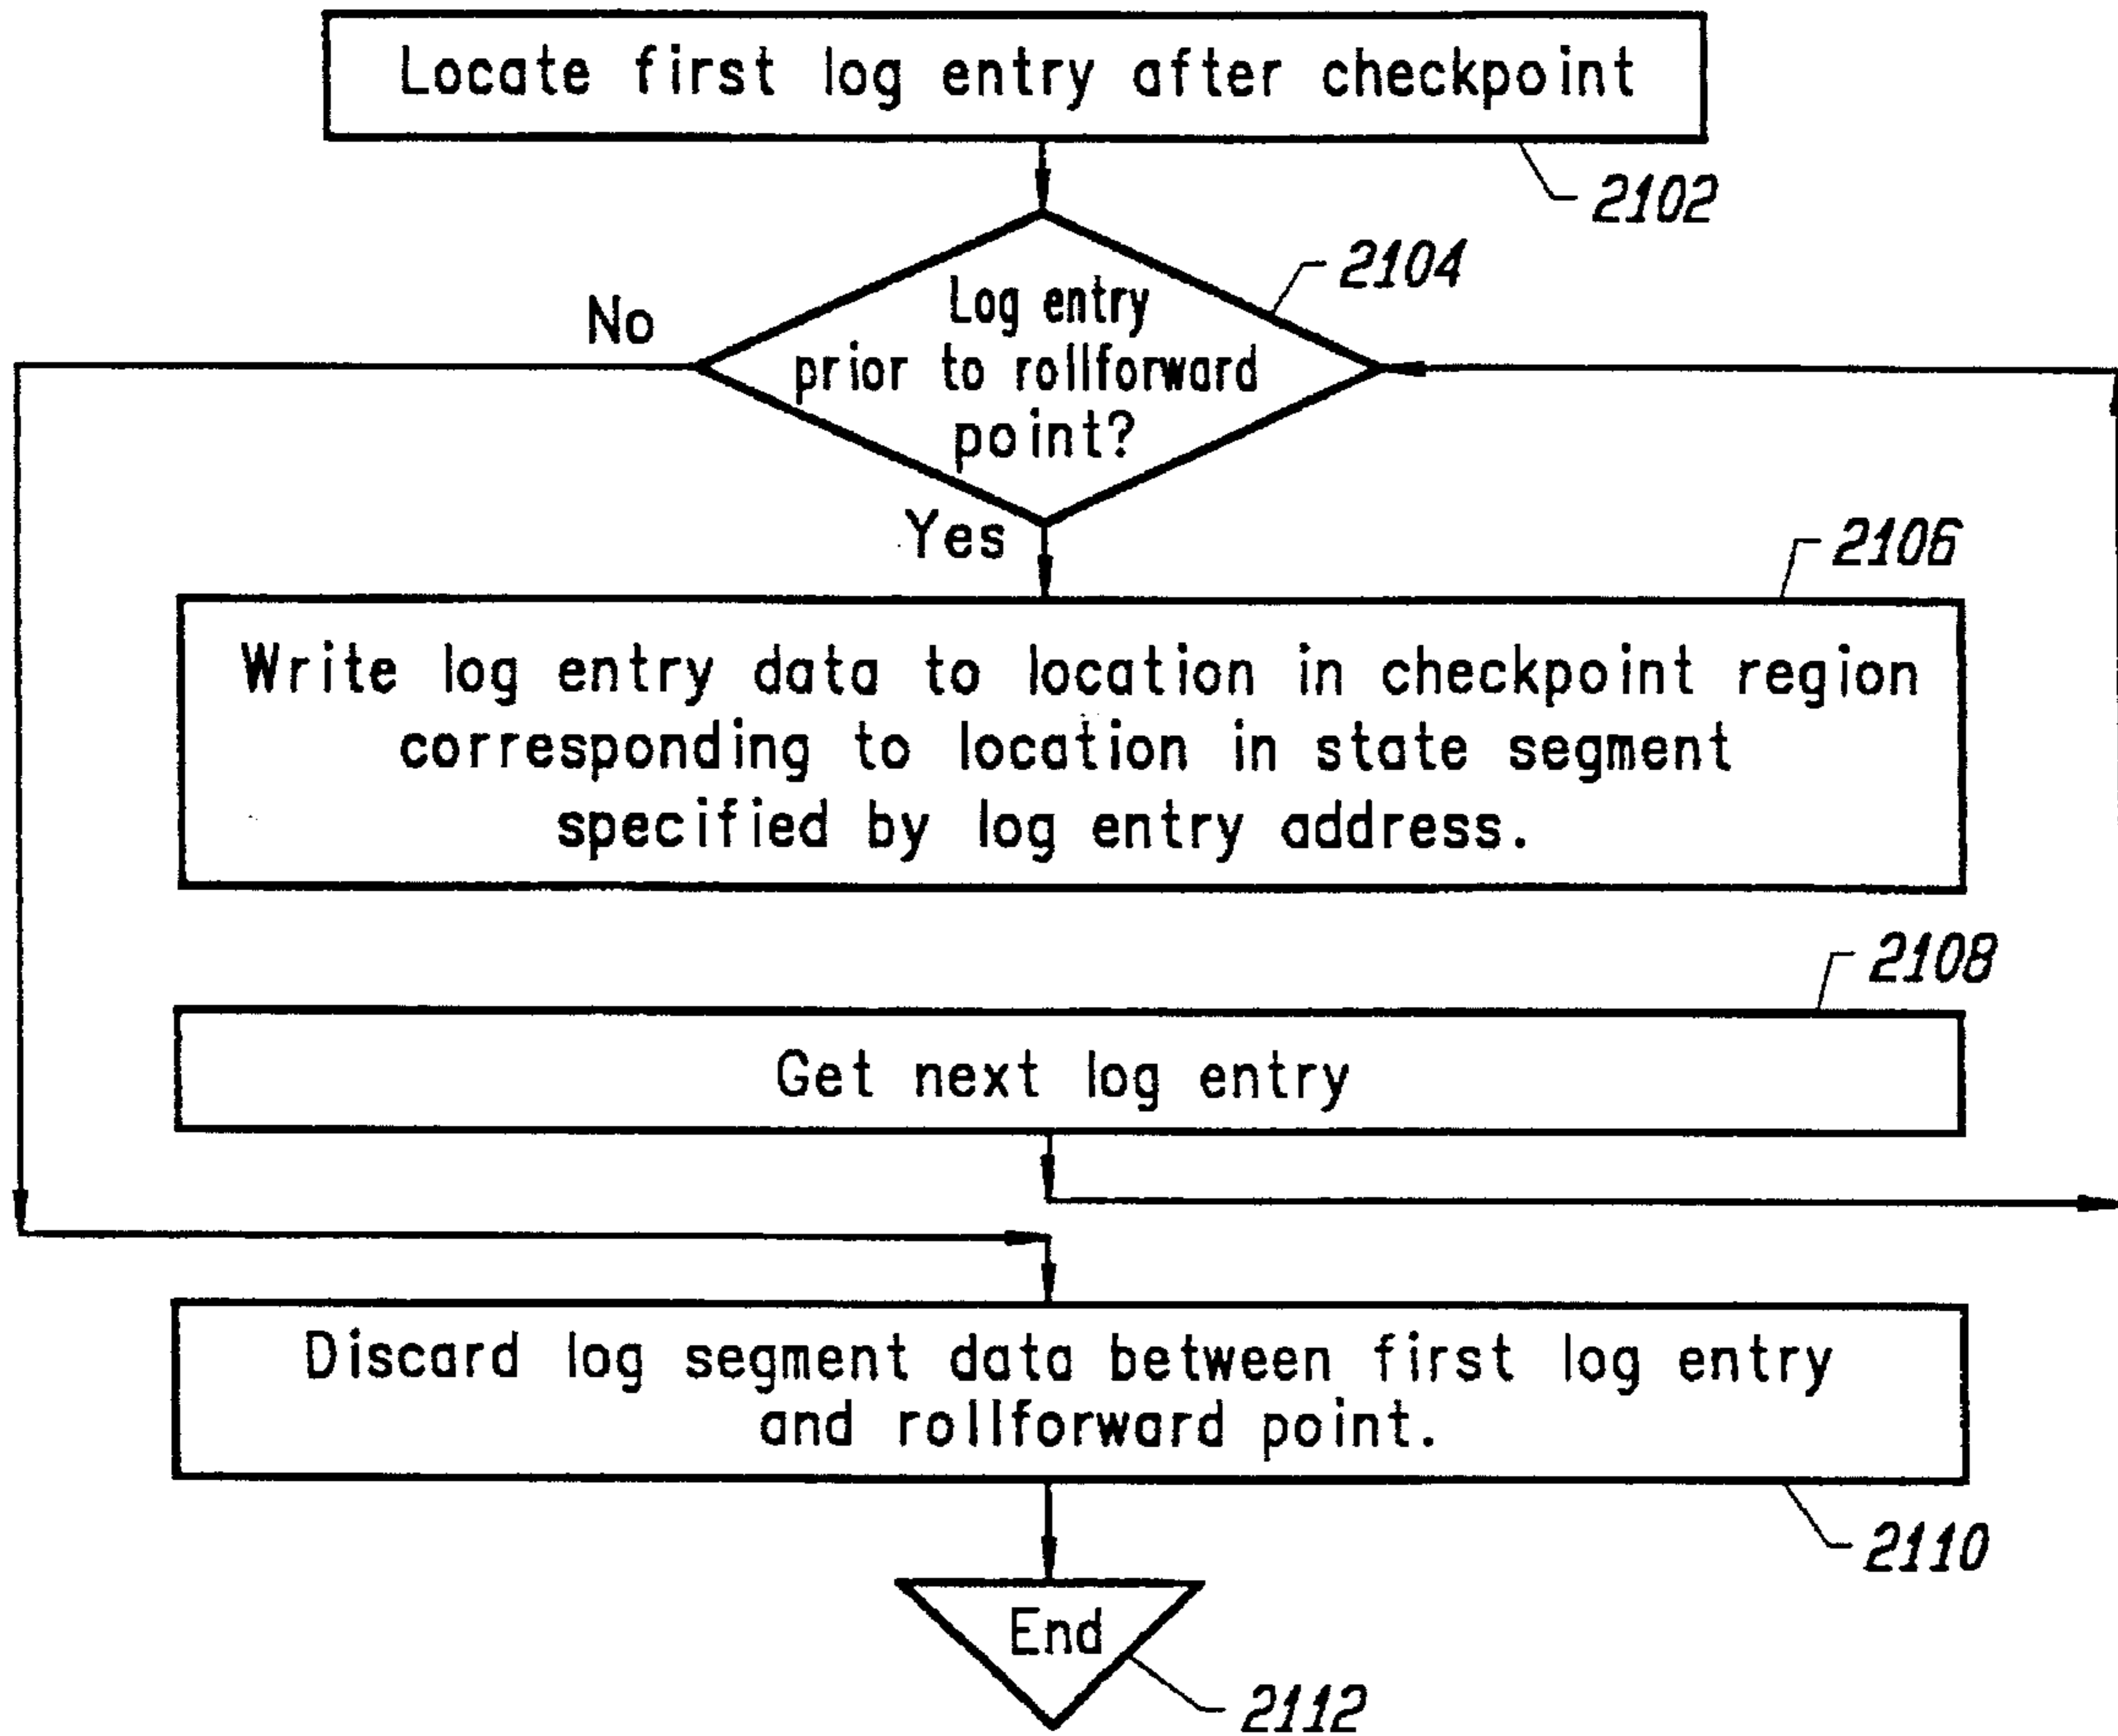 Locate first log entry after checkpoint
2102
2104
No
Log entry
prior to rollforward
point?
Yes
2106
Write log entry data to location in checkpoint region
corresponding to location in state segment
specified by log entry address.
2108
Get next log entry
Discard log segment data between first log entry
and rollforward point.
2110
End
2112